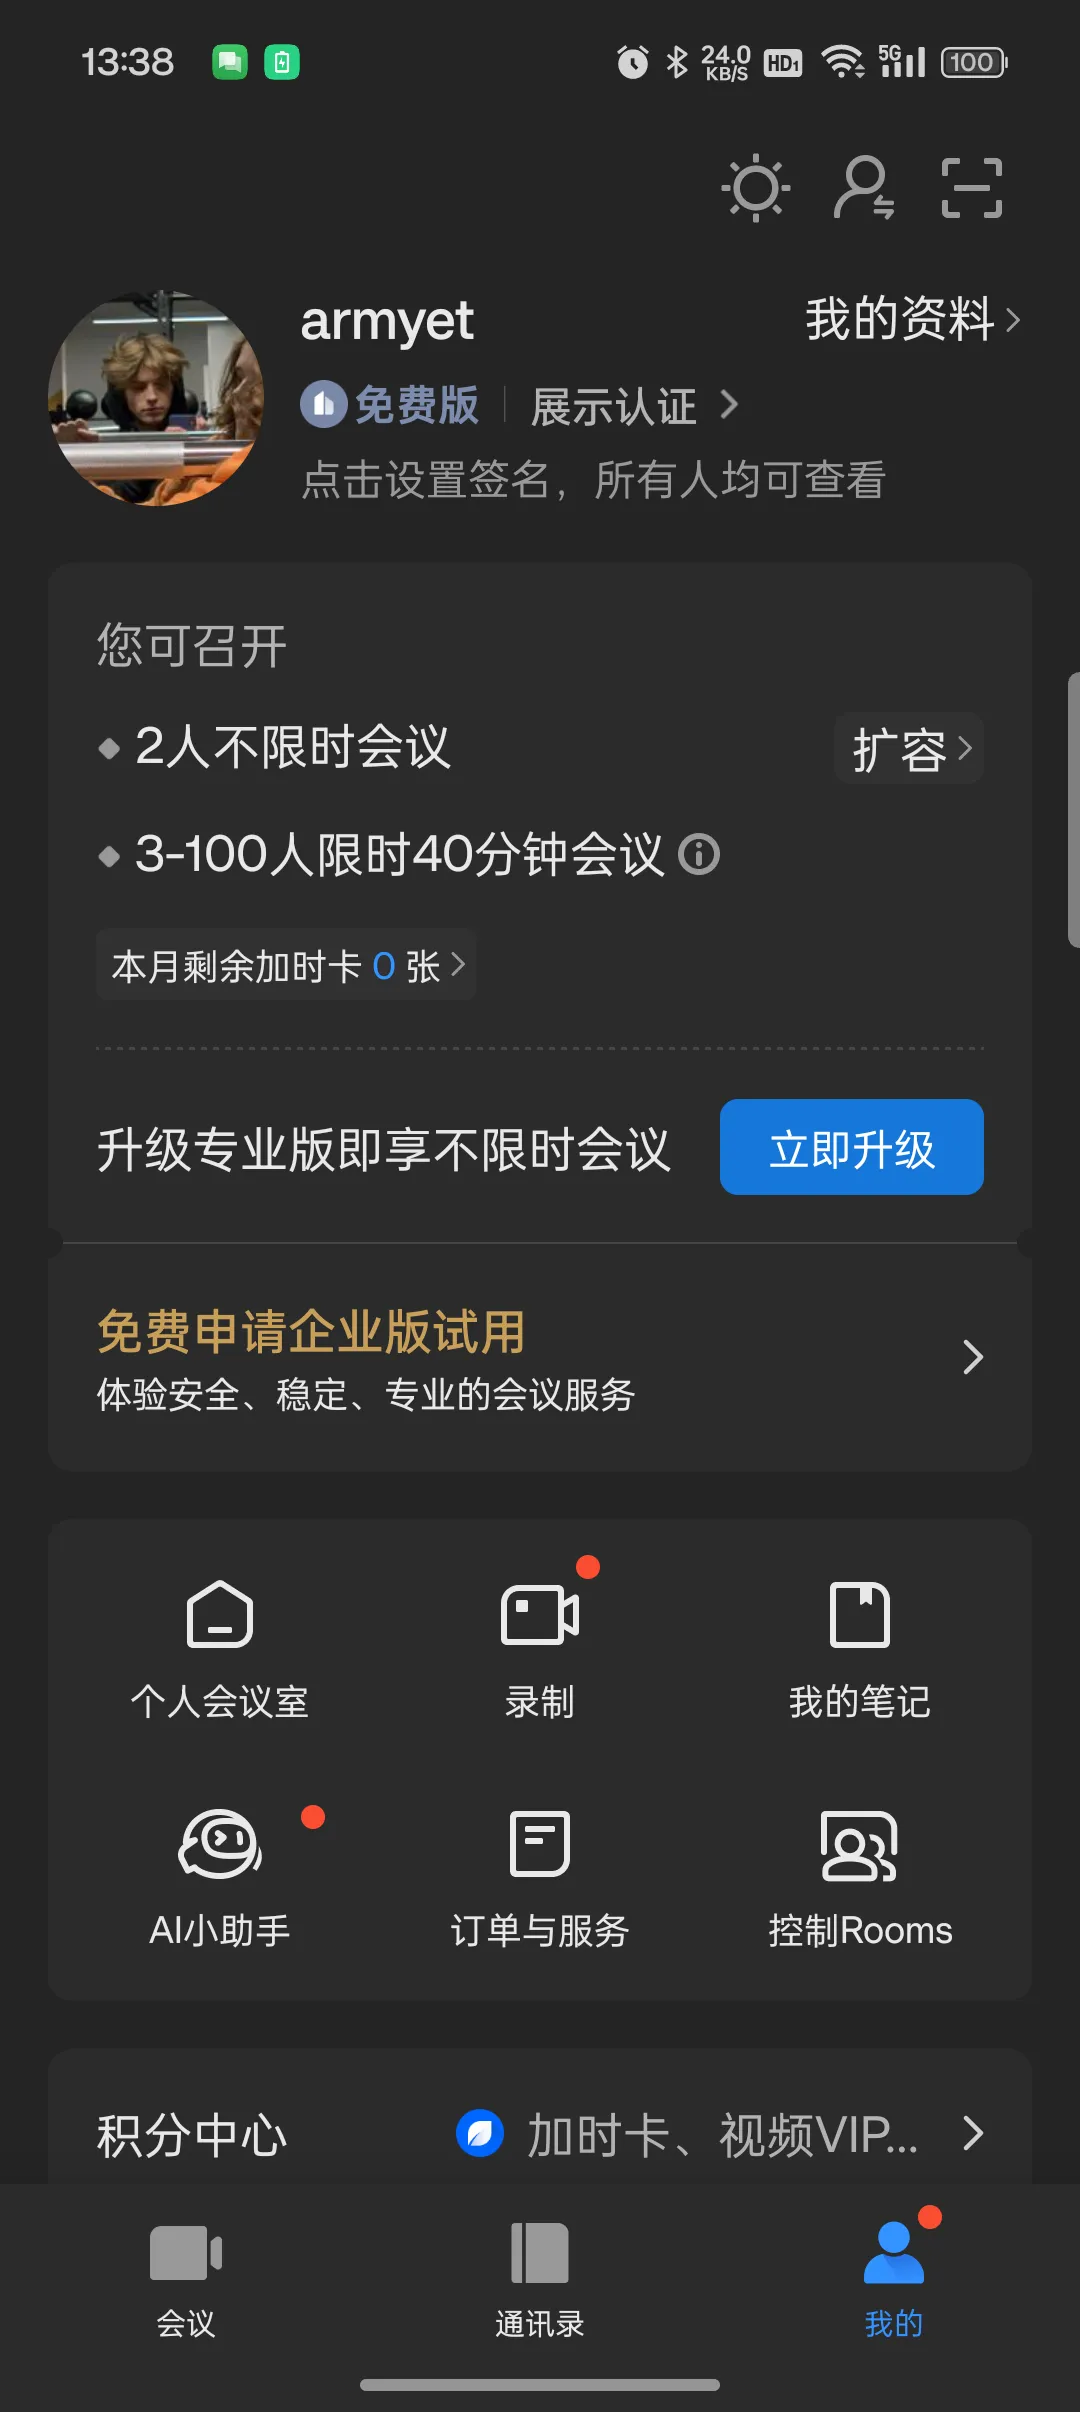 13:38
24.0 KB/S
HD1
5G
100
armyet
我的资料
免费版
展示认证
点击设置签名，所有人均可查看
您可召开
2人不限时会议
扩容
3-100人限时40分钟会议
本月剩余加时卡 0 张
升级专业版即享不限时会议
立即升级
免费申请企业版试用
体验安全、稳定、专业的会议服务
个人会议室
录制
我的笔记
AI小助手
订单与服务
控制Rooms
积分中心
加时卡、视频VIP...
会议
通讯录
我的